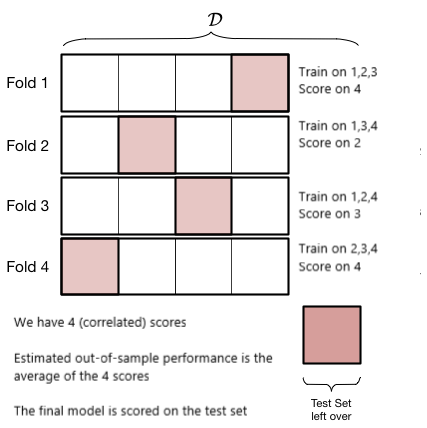 D
Fold 1
Train on 1,2,3
Score on 4
Fold 2
Train on 1,3,4
Score on 2
Fold 3
Train on 1,2,4
Score on 3
Fold 4
Train on 2,3,4
Score on 4
We have 4 (correlated) scores
Estimated out-of-sample performance is the
average of the 4 scores
The final model is scored on the test set
Test Set
left over